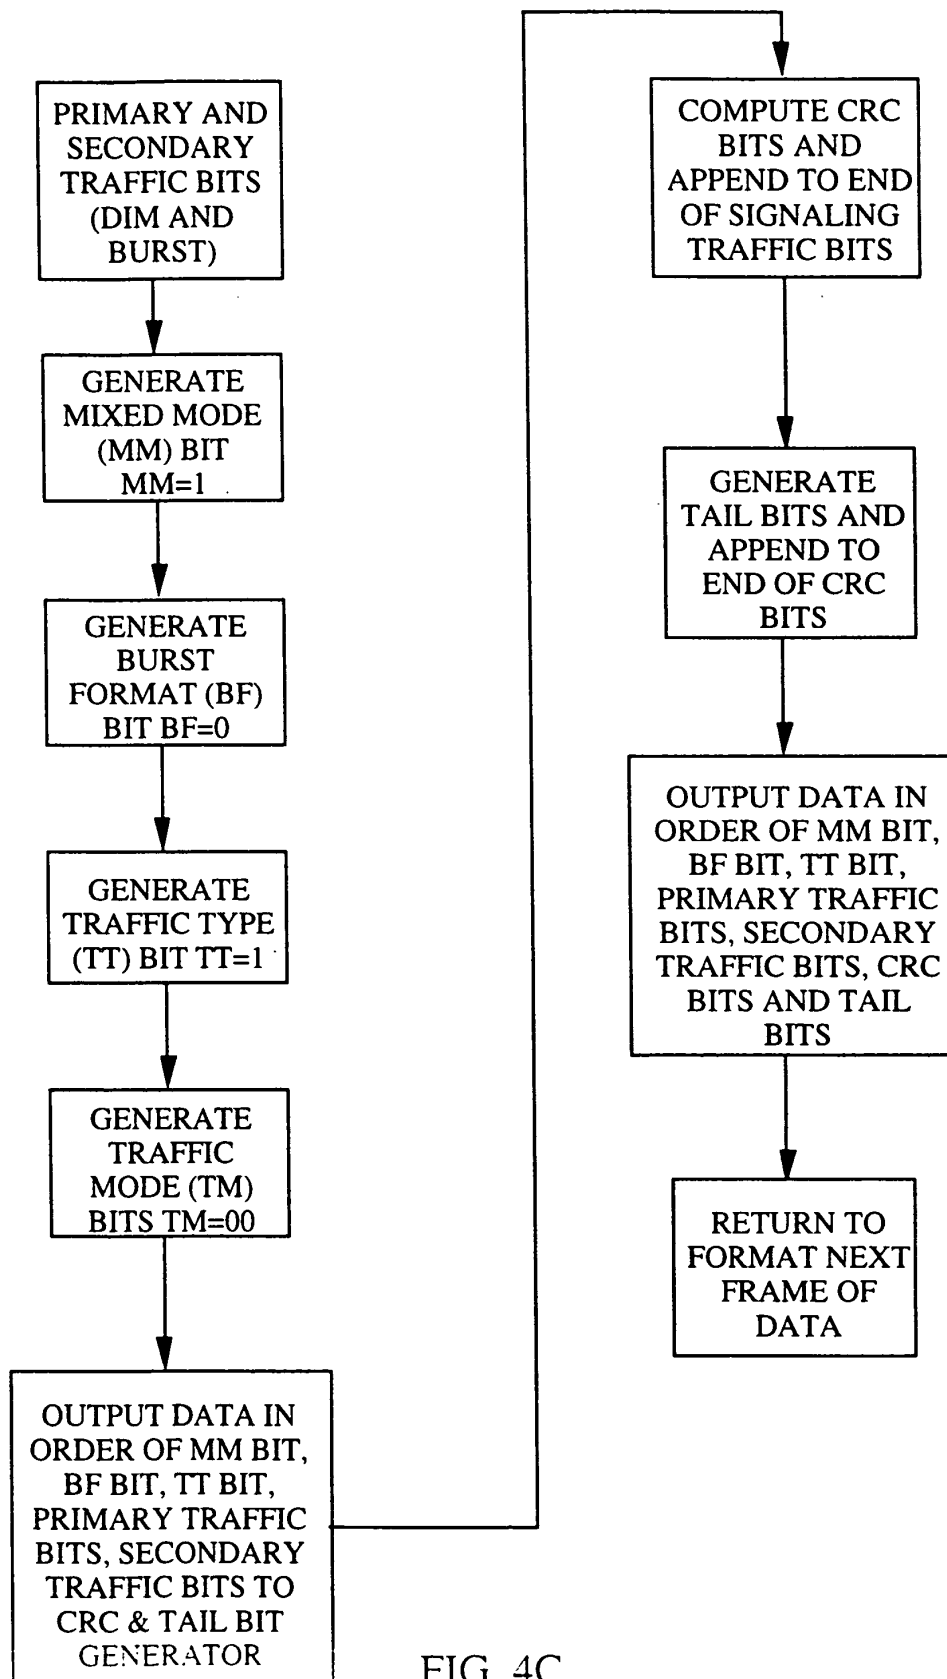 PRIMARY AND
SECONDARY
TRAFFIC BITS
(DIM AND
BURST)
GENERATE
MIXED MODE
(MM) BIT
MM=1
GENERATE
BURST
FORMAT (BF)
BIT BF=0
GENERATE
TRAFFIC TYPE
(TT) BIT TT=1
GENERATE
TRAFFIC
MODE (TM)
BITS TM=00
OUTPUT DATA IN
ORDER OF MM BIT,
BF BIT, TT BIT,
PRIMARY TRAFFIC
BITS, SECONDARY
TRAFFIC BITS TO
CRC & TAIL BIT
GENERATOR
COMPUTE CRC
BITS AND
APPEND TO END
OF SIGNALING
TRAFFIC BITS
GENERATE
TAIL BITS AND
APPEND TO
END OF CRC
BITS
OUTPUT DATA IN
ORDER OF MM BIT,
BF BIT, TT BIT,
PRIMARY TRAFFIC
BITS, SECONDARY
TRAFFIC BITS, CRC
BITS AND TAIL
BITS
RETURN TO
FORMAT NEXT
FRAME OF
DATA
FIG. 4C